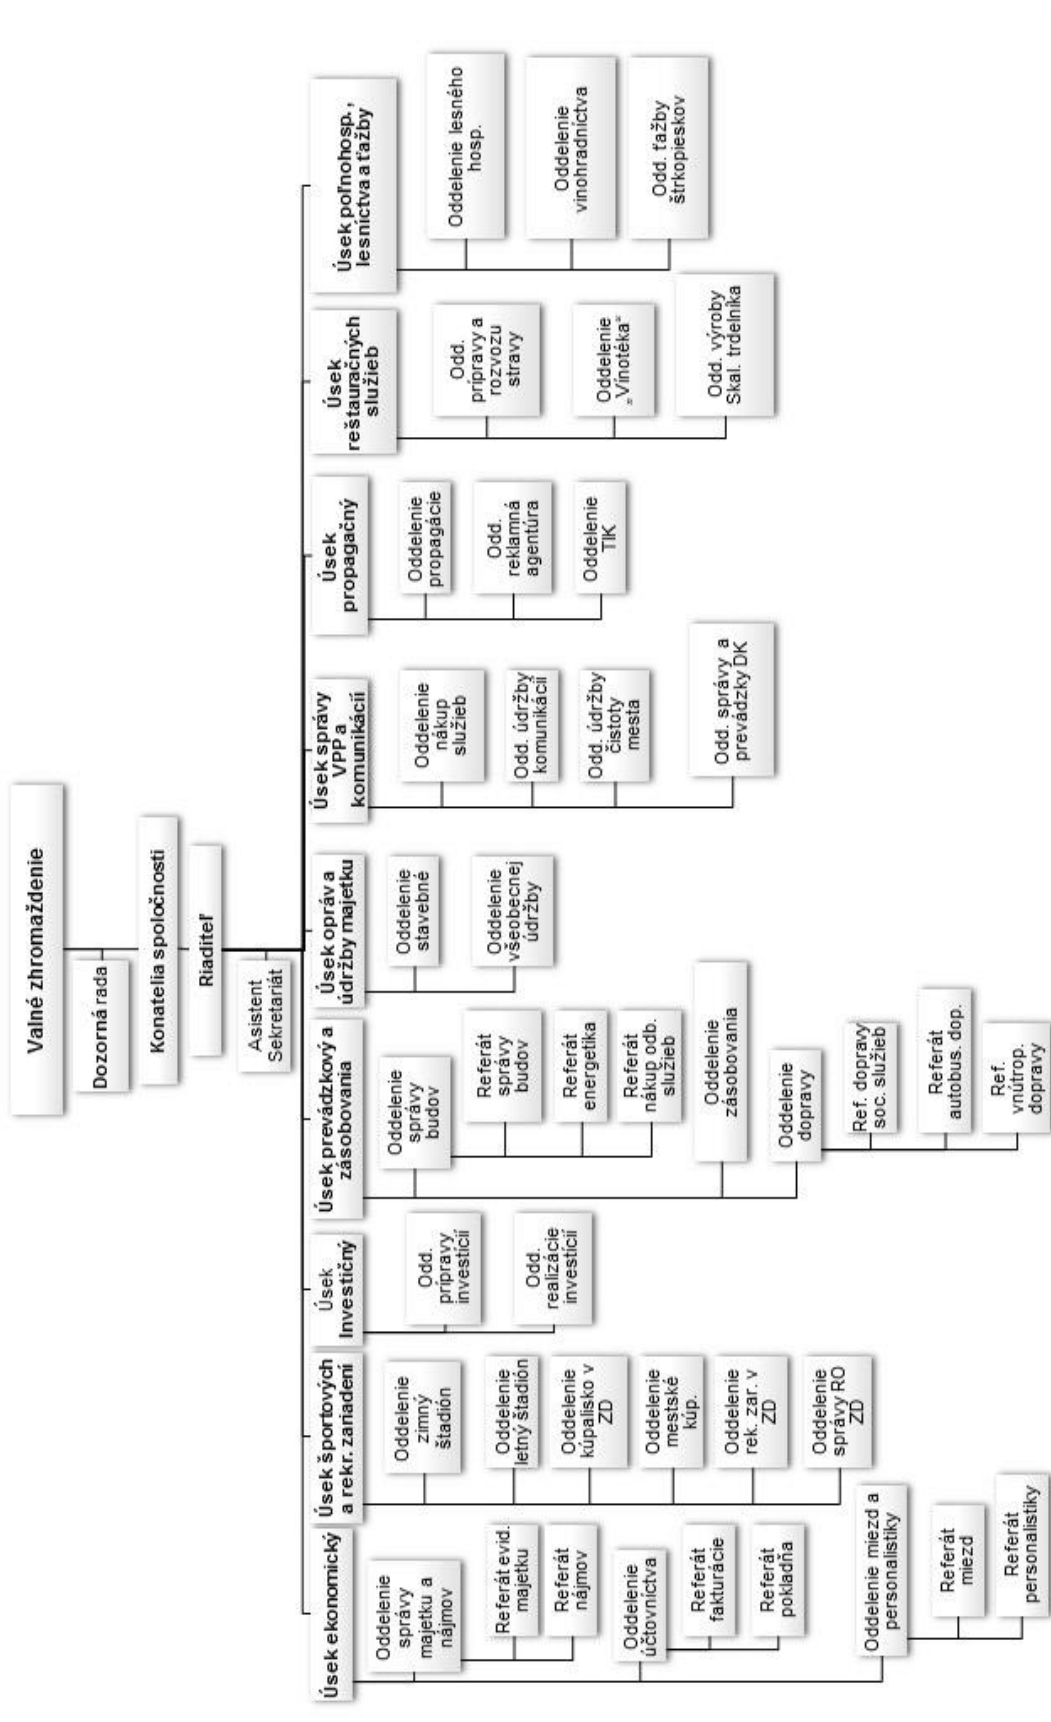 Valné zhromaždenie
Dozorná rada
Konatelia spoločnosti
Riaditeľ
Asistent
Sekretariát
Úsek ekonomický
Oddelenie
správy
majetku a
nájmov
Referát evid.
majetku
Referát
nájmov
Oddelenie
účtovníctva
Referát
fakturácie
Referát
pokladňa
Oddelenie miezd a
personalistiky
Referát
miezd
Referát
personalistiky
Úsek športových
a rekr. zariadení
Oddelenie
zimný
štadión
Oddelenie
letný štadión
Oddelenie
kúpalisko v
ZD
Oddelenie
mestské
kúp.
Oddelenie
rek. zar. v
ZD
Oddelenie
správy RO
ZD
Úsek
Investičný
Odd.
prípravy
investícií
Odd.
realizácie
investícií
Úsek prevádzkový a
zásobovania
Oddelenie
správy
budov
Referát
správy
budov
Referát
energetika
Referát
nákup odb.
služieb
Oddelenie
zásobovania
Oddelenie
dopravy
Ref. dopravy
soc. služieb
Referát
autobus. dop.
Ref.
vnútrop.
dopravy
Úsek opráv a
údržby majetku
Oddelenie
stavebné
Oddelenie
všeobecnej
údržby
Úsek správy
VPP a
komunikácií
Oddelenie
nákup
služieb
Odd. údržby
komunikácií
Odd. údržby
čistoty
mesta
Odd. správy a
prevádzky DK
Úsek
propagačný
Oddelenie
propagácie
Odd.
reklamná
agentúra
Oddelenie
TIK
Úsek
reštauračných
služieb
Odd.
prípravy a
rozvozu
stravy
Oddelenie
„Vínotéka“
Odd. výroby
Skal. trdelníka
Úsek poľnohosp.,
lesníctva a ťažby
Oddelenie lesného
hosp.
Oddelenie
vinohradníctva
Odd. ťažby
štrkopieskov